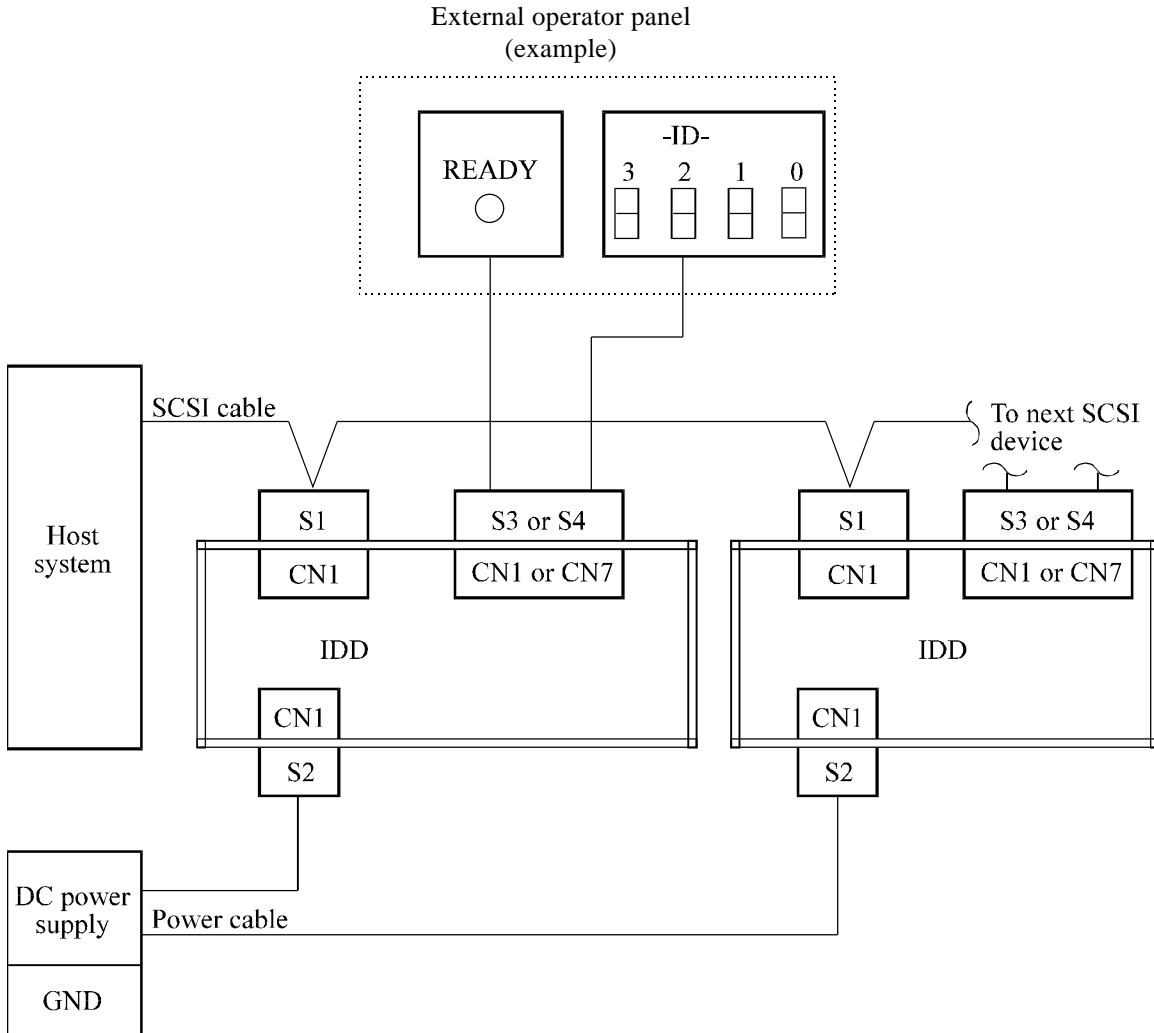 External operator panel
(example)
READY
-ID-
3 2 1 0
SCSI cable
To next SCSI
device
Host
system
S1
S3 or S4
S1
S3 or S4
CN1
CN1 or CN7
CN1
CN1 or CN7
IDD
IDD
CN1
CN1
S2
S2
DC power
supply
Power cable
GND